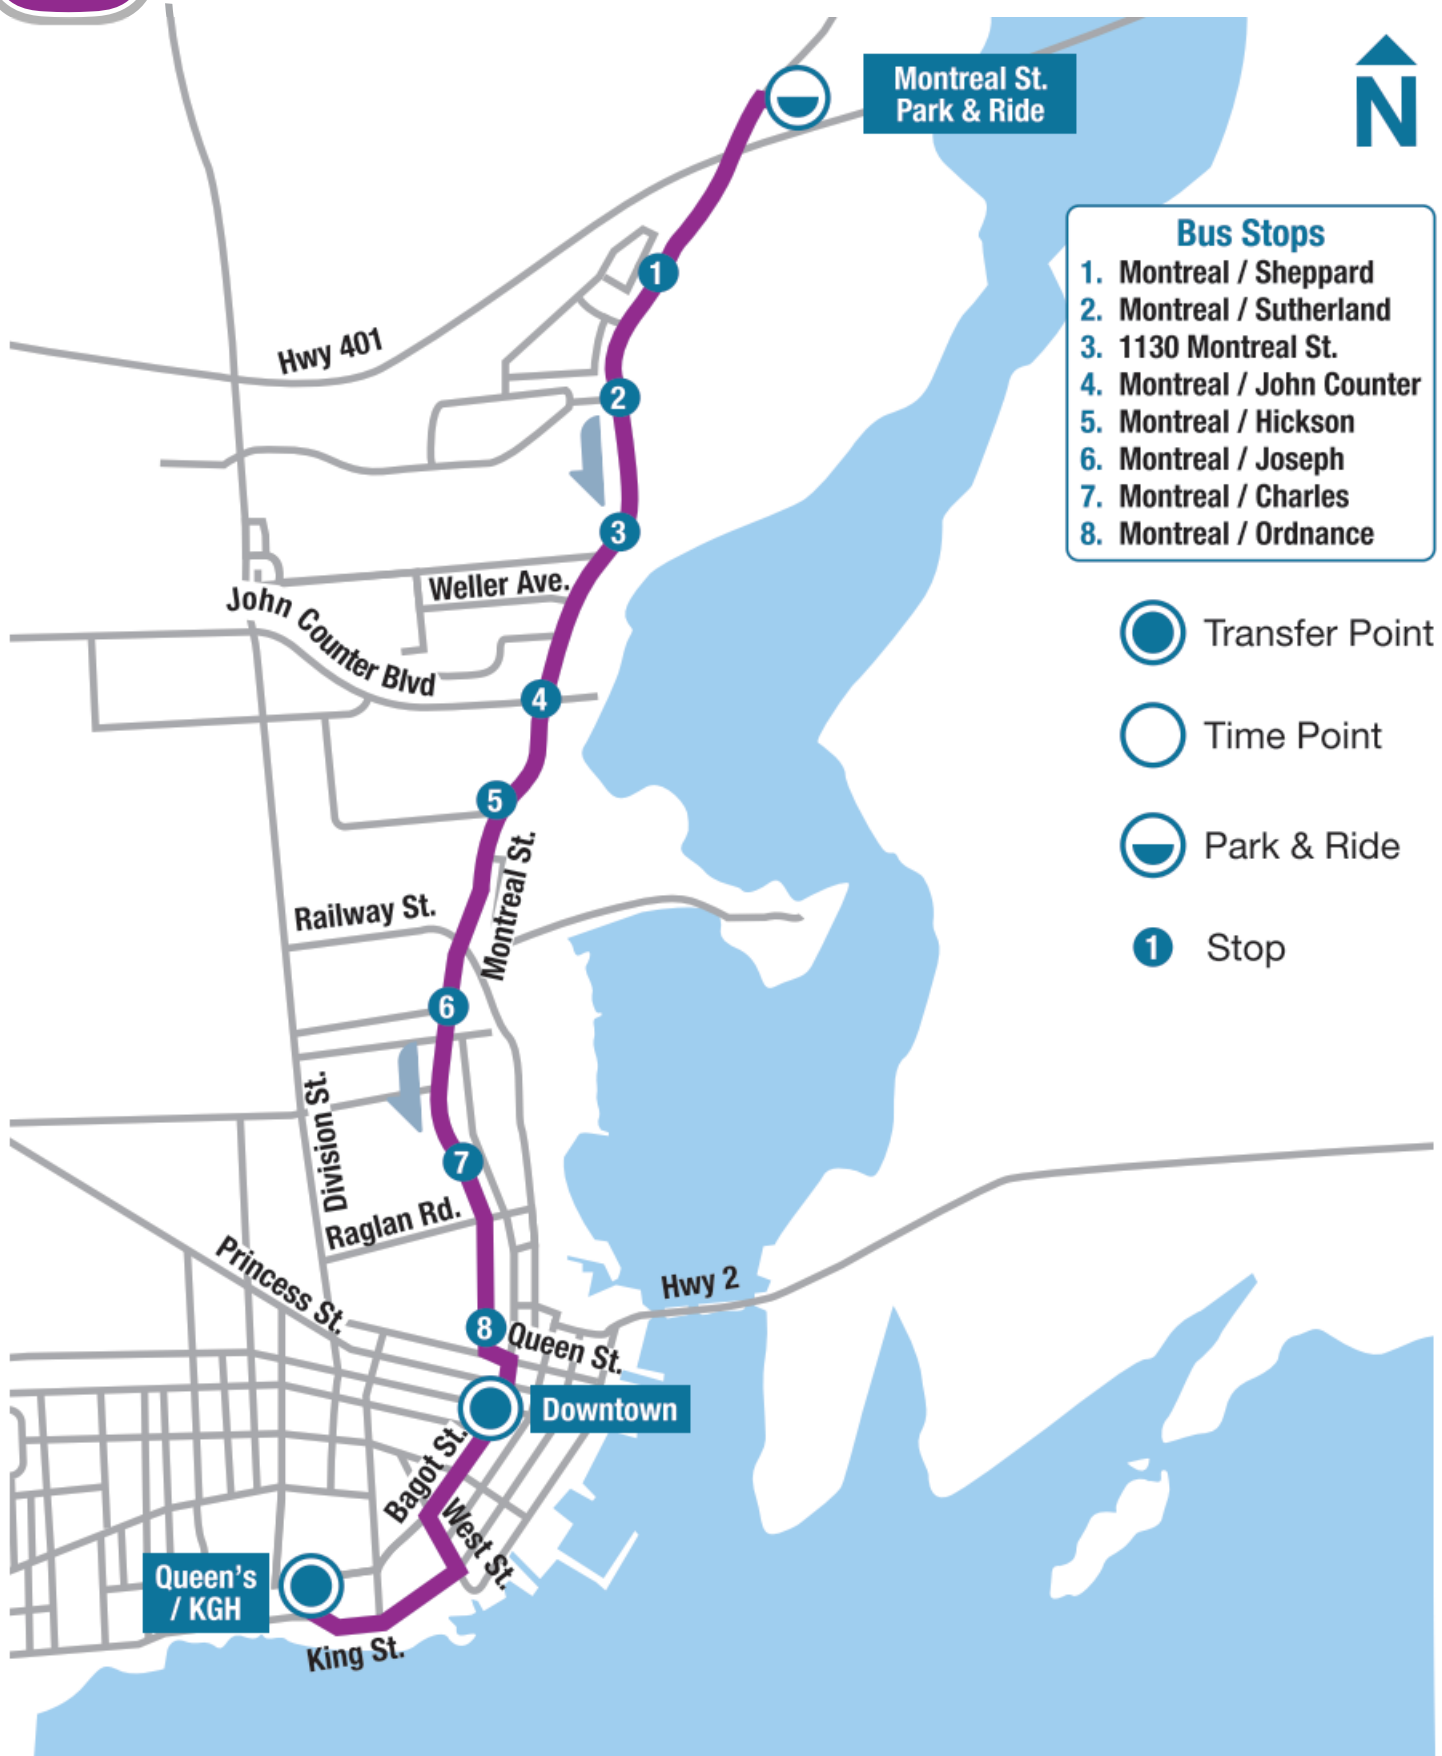 Montreal St.
Park & Ride
N
Bus Stops
1. Montreal / Sheppard
2. Montreal / Sutherland
3. 1130 Montreal St.
4. Montreal / John Counter
5. Montreal / Hickson
6. Montreal / Joseph
7. Montreal / Charles
8. Montreal / Ordnance
Transfer Point
Time Point
Park & Ride
1 Stop
1
Hwy 401
2
3
Weller Ave.
John Counter Blvd
4
5
Montreal St.
Railway St.
6
Division St.
7
Raglan Rd.
Princess St.
Hwy 2
8
Queen St.
Downtown
Bagot St.
West St.
Queen's
/ KGH
King St.